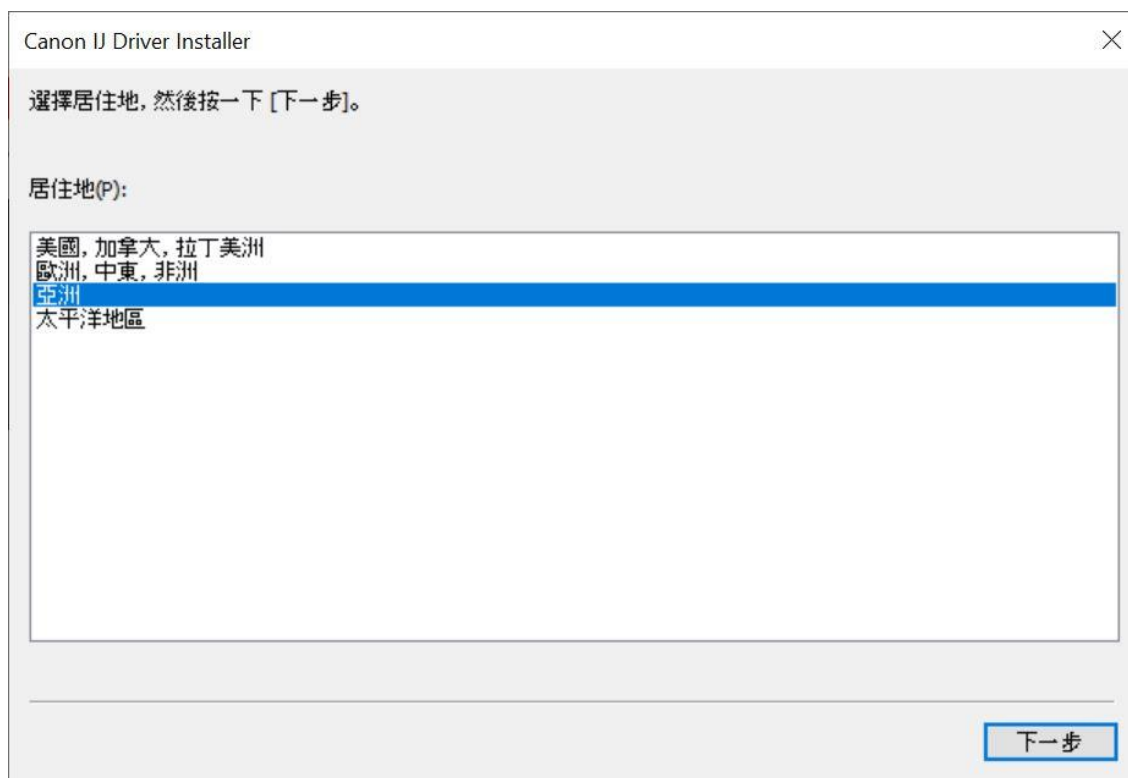 Canon IJ Driver Installer
選擇居住地, 然後按一下 [下一步]。
居住地(P):
美國, 加拿大, 拉丁美洲
歐洲, 中東, 非洲
亞洲
太平洋地區
下一步